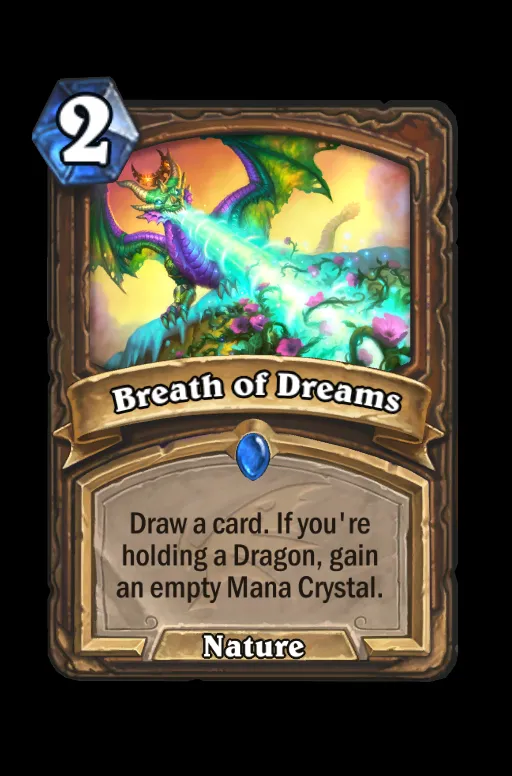 2
Breath of Dreams
Draw a card. If you're
holding a Dragon, gain
an empty Mana Crystal.
Nature